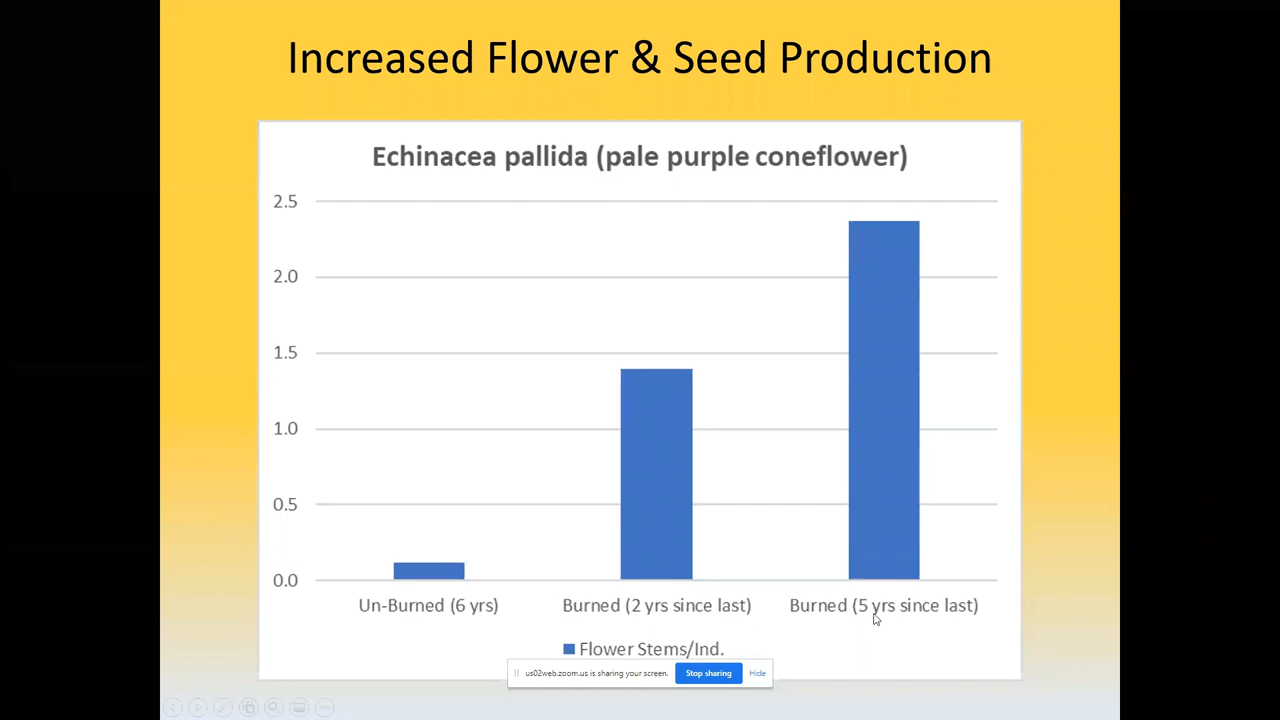 Increased Flower & Seed Production
Echinacea pallida (pale purple coneflower)
2.5
2.0
1.5
1.0
0.5
0.0
Un-Burned (6 yrs) Burned (2 yrs since last) Burned (5 yrs since last)
Flower Stems/Ind.
us02web.zoom.us is sharing your screen. Stop sharing Hide